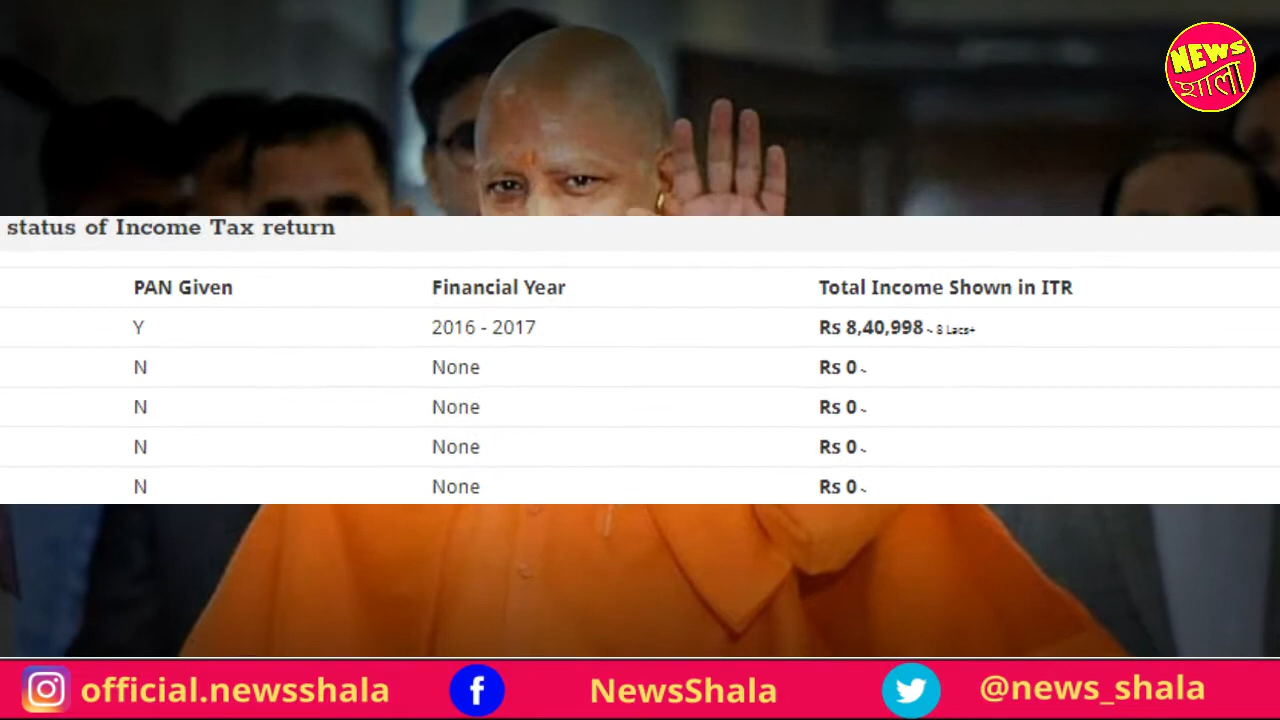 NEWS
शाला
status of Income Tax return
PAN Given Financial Year Total Income Shown in ITR
Y 2016 - 2017 Rs 8,40,998 ~ 8 Lacs+
N None Rs 0 ~
N None Rs 0 ~
N None Rs 0 ~
N None Rs 0 ~
official.newsshala NewsShala @news_shala